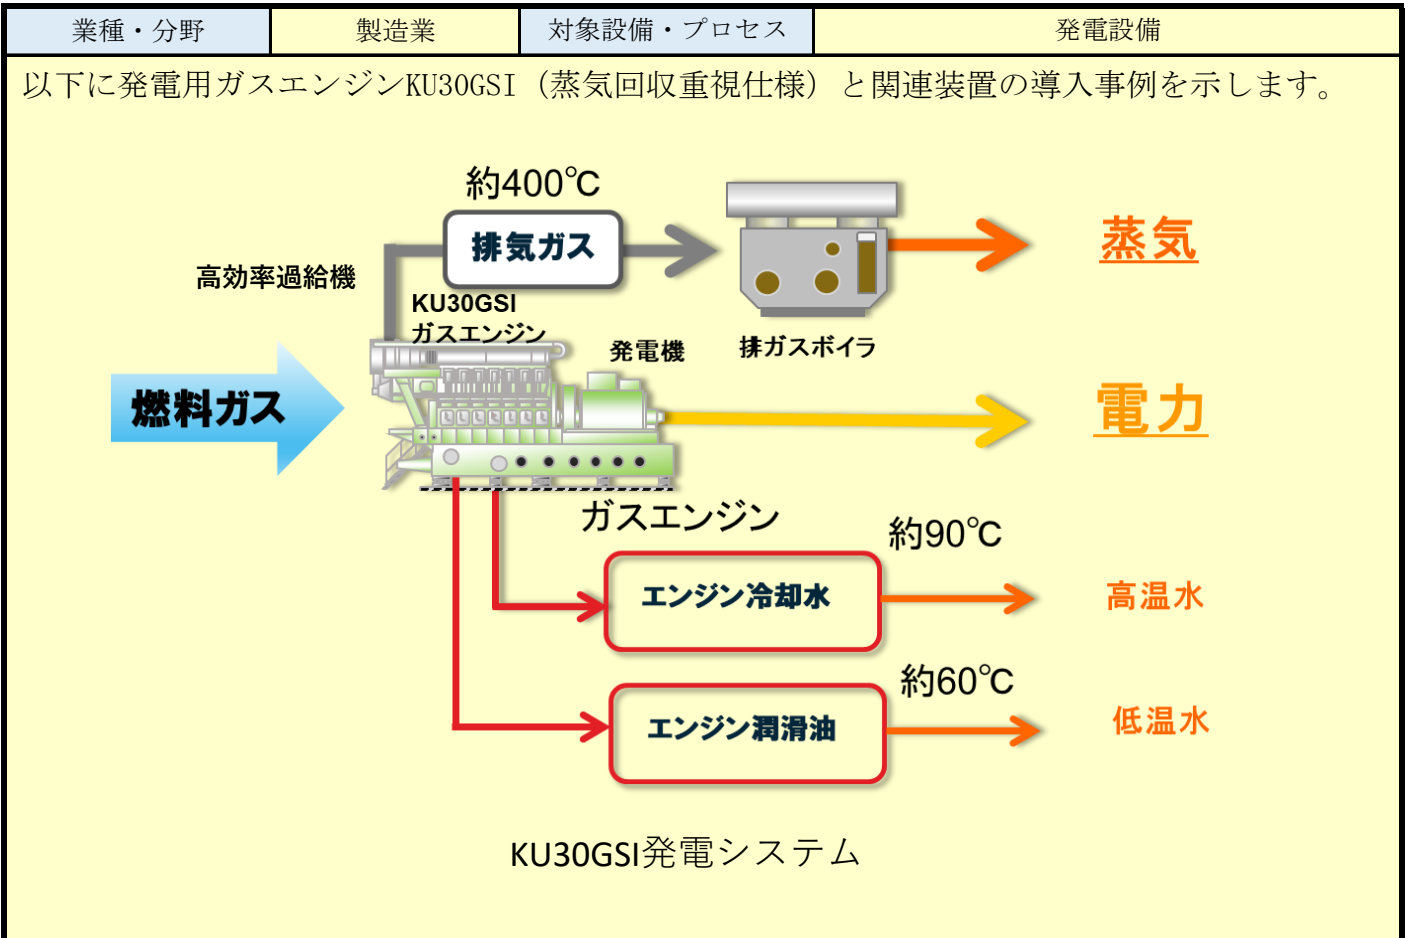 業種・分野 製造業 対象設備・プロセス 発電設備
以下に発電用ガスエンジンKU30GSI（蒸気回収重視仕様）と関連装置の導入事例を示します。
約400℃
排気ガス
蒸気
高効率過給機
KU30GSI
ガスエンジン
発電機
排ガスボイラ
燃料ガス
電力
ガスエンジン
約90℃
エンジン冷却水
高温水
約60℃
エンジン潤滑油
低温水
KU30GSI発電システム